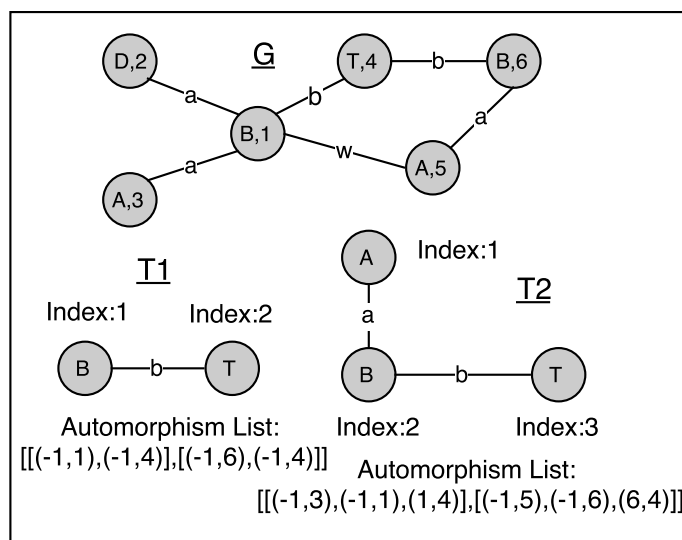 G
D,2
T,4
B,6
a
b
b
B,1
a
a
w
A,5
A,3
T1
Index:1
Index:2
B
b
T
Automorphism List:
[[(-1,1),(-1,4)],[(-1,6),(-1,4)]]
A
Index:1
T2
a
B
b
T
Index:2
Index:3
Automorphism List:
[[(-1,3),(-1,1),(1,4)],[(-1,5),(-1,6),(6,4)]]